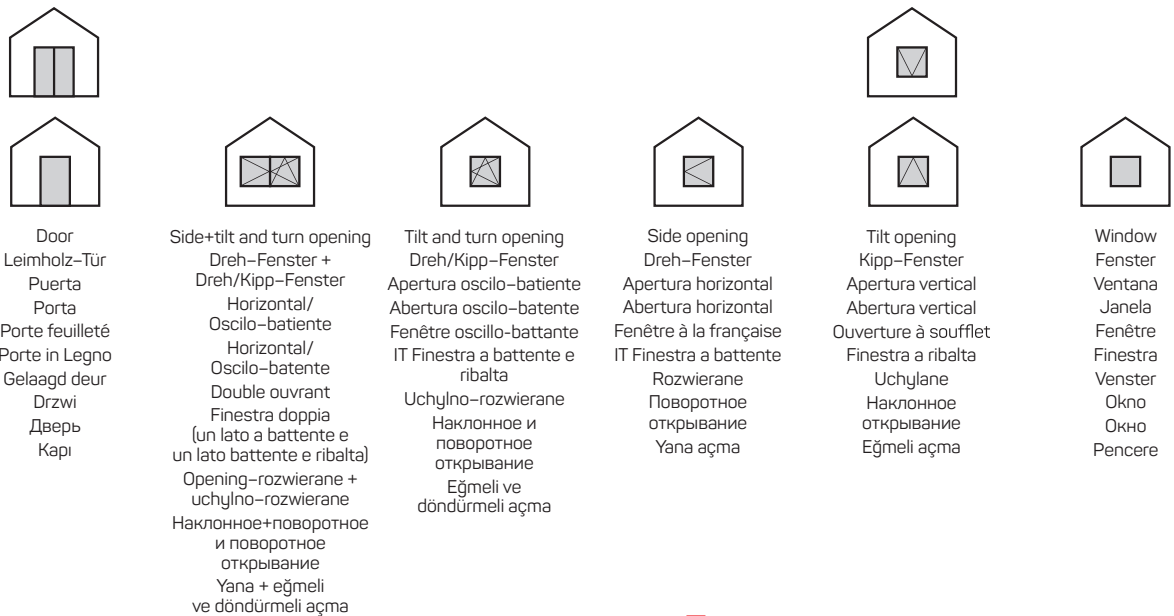 Door
Leimholz–Tür
Puerta
Porta
Porte feuilleté
Porte in Legno
Gelaagd deur
Drzwi
Дверь
Kapı
Side+tilt and turn opening
Dreh–Fenster +
Dreh/Kipp–Fenster
Horizontal/
Oscilo–batiente
Horizontal/
Oscilo–batente
Double ouvrant
Finestra doppia
(un lato a battente e
un lato battente e ribalta)
Opening–rozwierane +
uchylno–rozwierane
Наклонное+поворотное
и поворотное
открывание
Yana + eğmeli
ve döndürmeli açma
Tilt and turn opening
Dreh/Kipp–Fenster
Apertura oscilo–batiente
Abertura oscilo–batente
Fenêtre oscillo-battante
IT Finestra a battente e
ribalta
Uchylno–rozwierane
Наклонное и
поворотное
открывание
Eğmeli ve
döndürmeli açma
Side opening
Dreh–Fenster
Apertura horizontal
Abertura horizontal
Fenêtre à la française
IT Finestra a battente
Rozwierane
Поворотное
открывание
Yana açma
Tilt opening
Kipp–Fenster
Apertura vertical
Abertura vertical
Ouverture à soufflet
Finestra a ribalta
Uchylane
Наклонное
открывание
Eğmeli açma
Window
Fenster
Ventana
Janela
Fenêtre
Finestra
Venster
Okno
Окно
Pencere